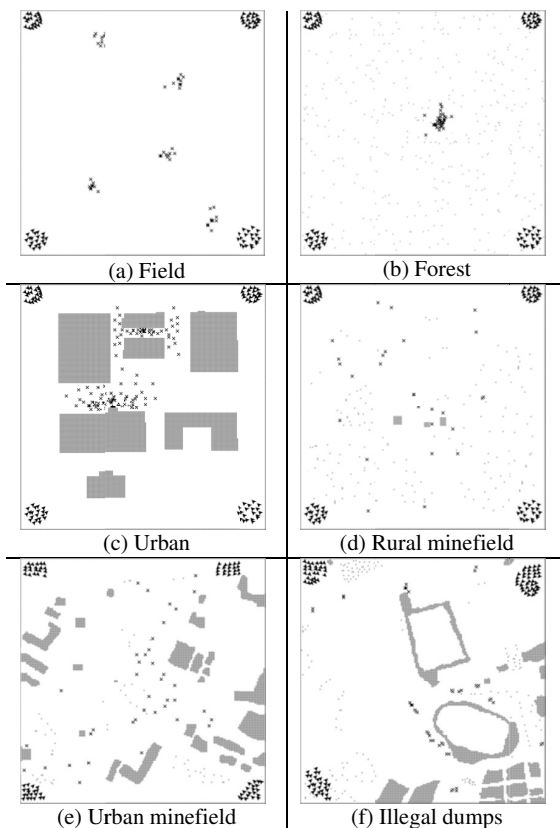 (a) Field
(b) Forest
(c) Urban
(d) Rural minefield
(e) Urban minefield
(f) Illegal dumps